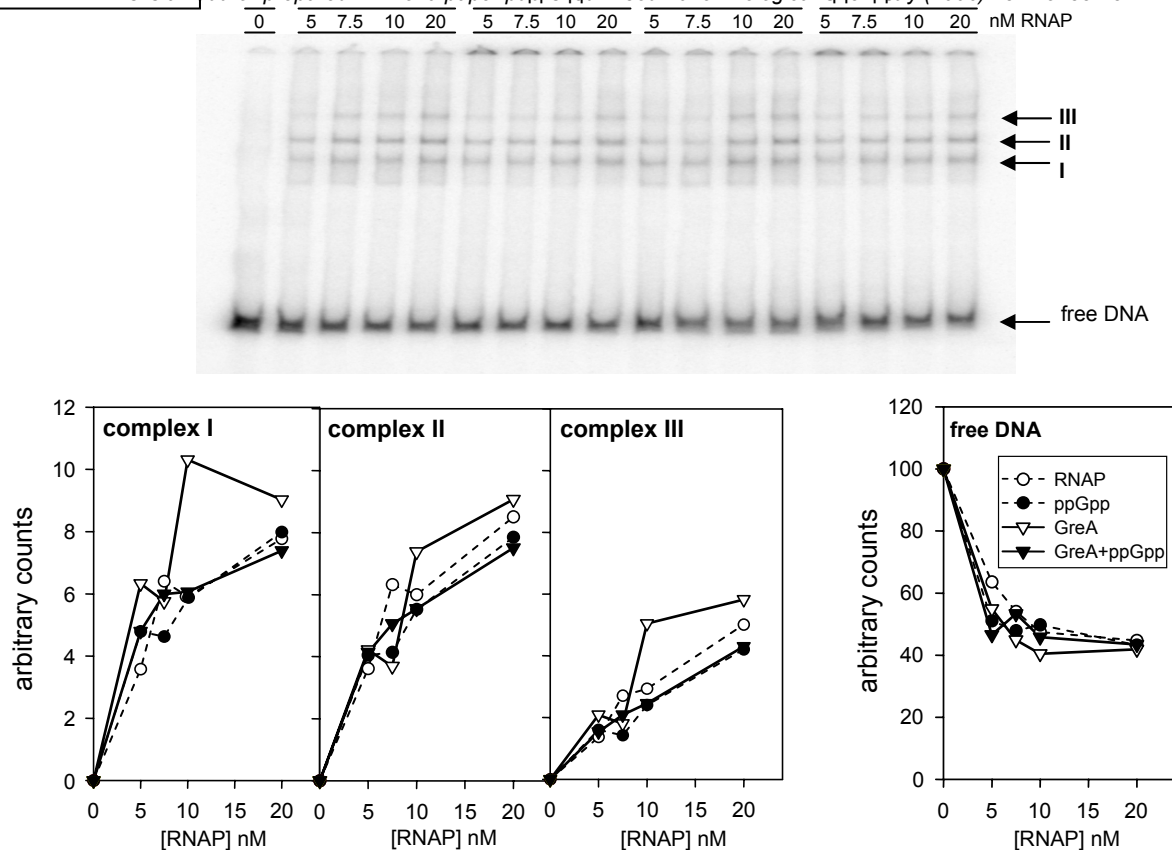 0 5 7.5 10 20 5 7.5 10 20 5 7.5 10 20 5 7.5 10 20 nM RNAP
III
II
I
free DNA
12
10
8
6
4
2
0
arbitrary counts
complex I
complex II
complex III
0 5 10 15 20
0 5 10 15 20
0 5 10 15 20
[RNAP] nM
[RNAP] nM
[RNAP] nM
120
100
80
60
40
20
0
arbitrary counts
free DNA
RNAP
ppGpp
GreA
GreA+ppGpp
0 5 10 15 20
[RNAP] nM